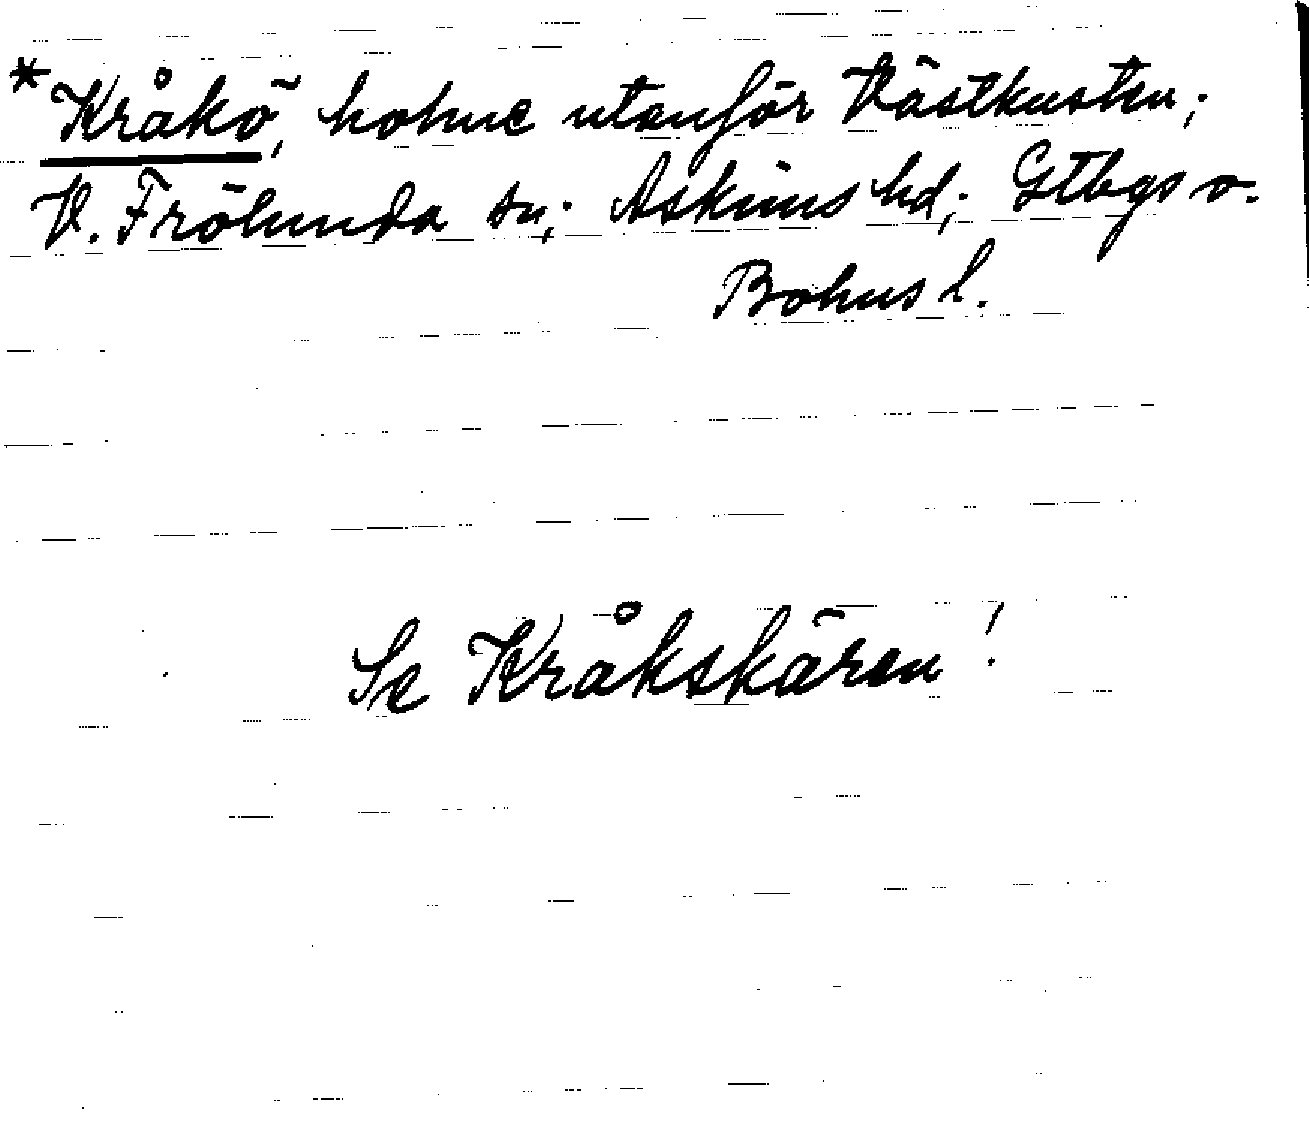 *Kråkö, holme utanför Västkusten;
V. Frölunda sn; Askims hd; Gtbgs o.
Bohus l.
Se Kråkskären!